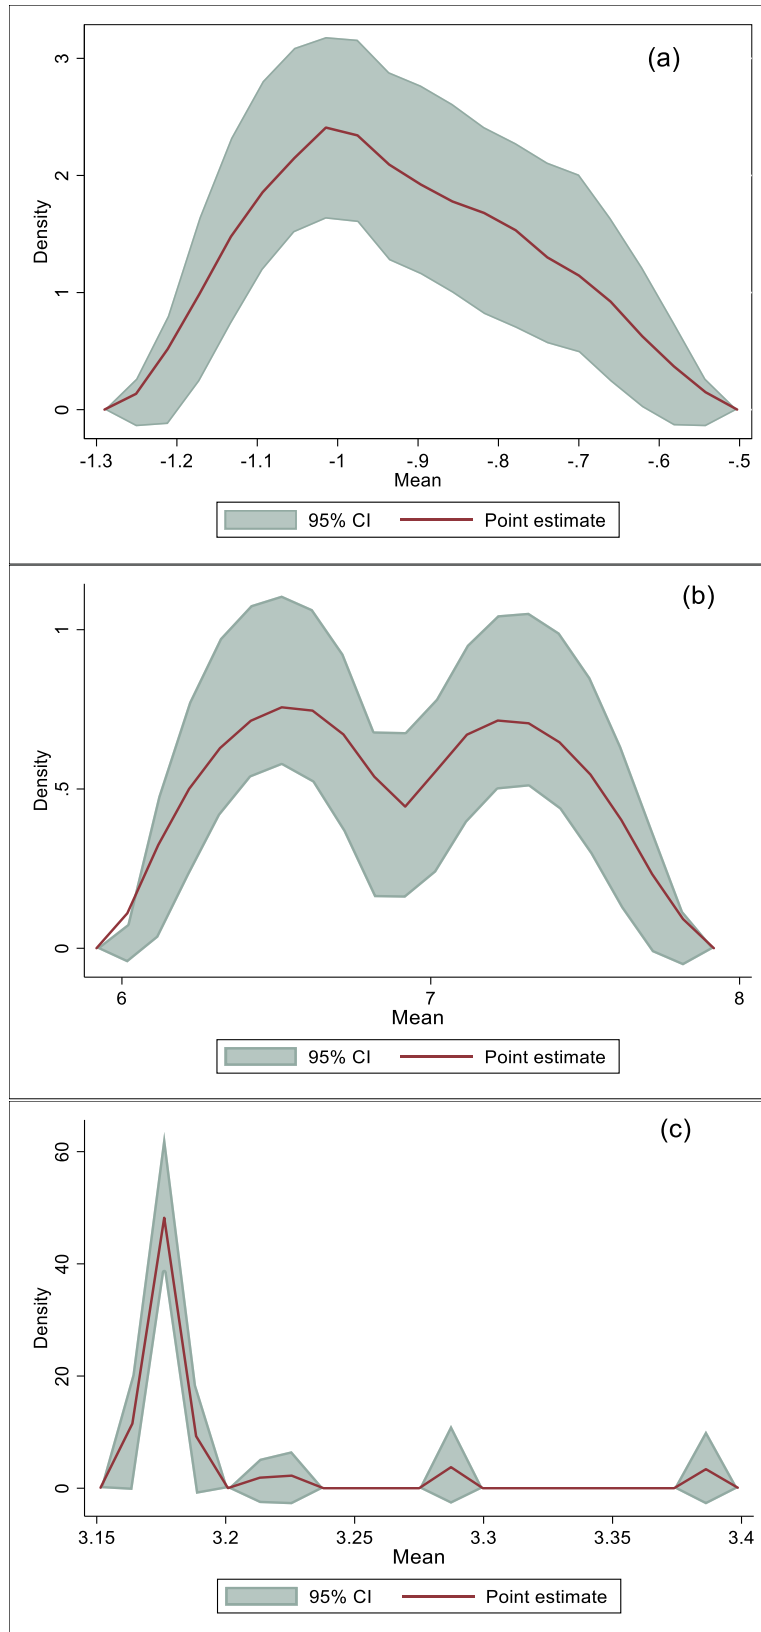 (a)
3
2
1
0
Density
-1.3 -1.2 -1.1 -1 -.9 -.8 -.7 -.6 -.5
Mean
95% CI Point estimate
(b)
1
.5
0
Density
6 7 8
Mean
95% CI Point estimate
(c)
60
40
20
0
Density
3.15 3.2 3.25 3.3 3.35 3.4
Mean
95% CI Point estimate